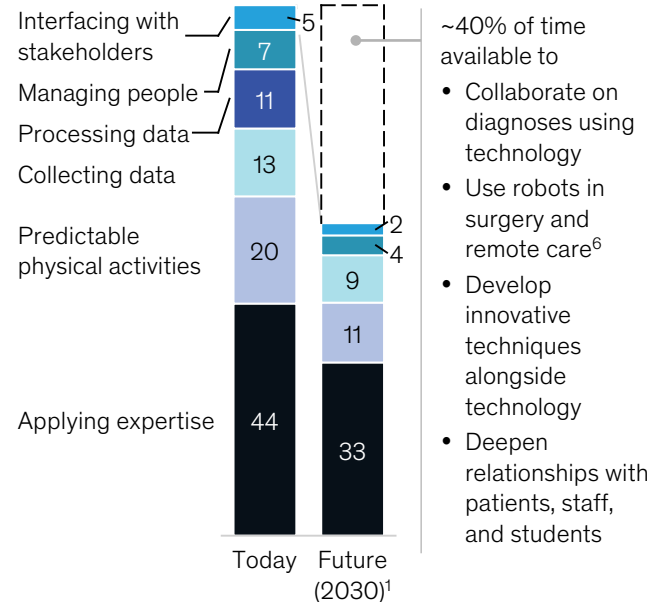 Interfacing with
stakeholders
Managing people
Processing data
Collecting data
Predictable
physical activities
Applying expertise
5
7
11
13
20
44
2
4
9
11
33
Today
Future
(2030)¹
~40% of time
available to
• Collaborate on
diagnoses using
technology
• Use robots in
surgery and
remote care⁶
• Develop
innovative
techniques
alongside
technology
• Deepen
relationships with
patients, staff,
and students